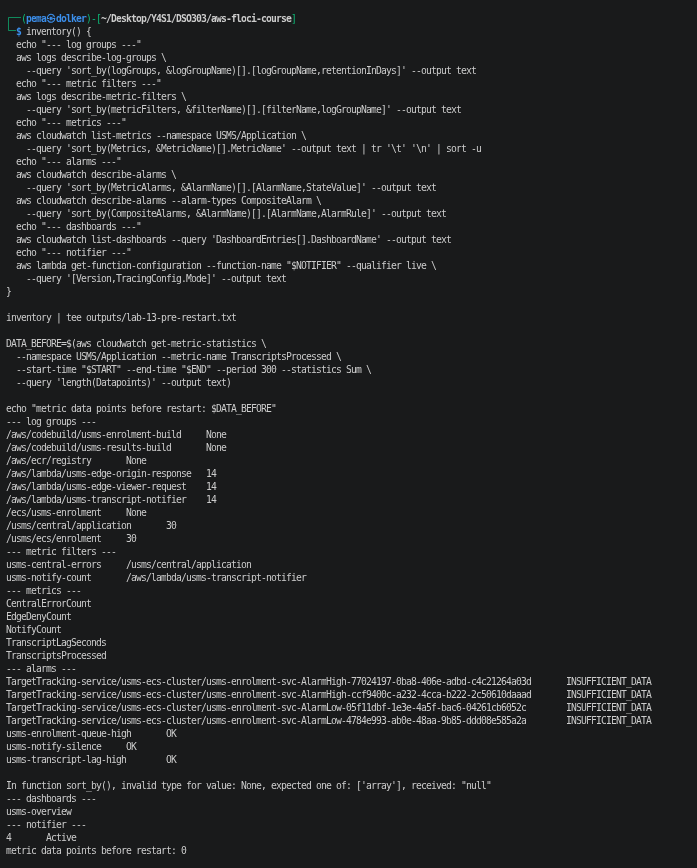 ┌──(pema㉿dolker)-[~/Desktop/Y4S1/DSO303/aws-floci-course]
└─$ inventory() {
  echo "--- log groups ---"
  aws logs describe-log-groups \
    --query 'sort_by(logGroups, &logGroupName)[].[logGroupName,retentionInDays]' --output text
  echo "--- metric filters ---"
  aws logs describe-metric-filters \
    --query 'sort_by(metricFilters, &filterName)[].[filterName,logGroupName]' --output text
  echo "--- metrics ---"
  aws cloudwatch list-metrics --namespace USMS/Application \
    --query 'sort_by(Metrics, &MetricName)[].MetricName' --output text | tr '\t' '\n' | sort -u
  echo "--- alarms ---"
  aws cloudwatch describe-alarms \
    --query 'sort_by(MetricAlarms, &AlarmName)[].[AlarmName,StateValue]' --output text
  aws cloudwatch describe-alarms --alarm-types CompositeAlarm \
    --query 'sort_by(CompositeAlarms, &AlarmName)[].[AlarmName,AlarmRule]' --output text
  echo "--- dashboards ---"
  aws cloudwatch list-dashboards --query 'DashboardEntries[].DashboardName' --output text
  echo "--- notifier ---"
  aws lambda get-function-configuration --function-name "$NOTIFIER" --qualifier live \
    --query '[Version,TracingConfig.Mode]' --output text
}

inventory | tee outputs/lab-13-pre-restart.txt

DATA_BEFORE=$(aws cloudwatch get-metric-statistics \
  --namespace USMS/Application --metric-name TranscriptsProcessed \
  --start-time "$START" --end-time "$END" --period 300 --statistics Sum \
  --query 'length(Datapoints)' --output text)

echo "metric data points before restart: $DATA_BEFORE"
--- log groups ---
/aws/codebuild/usms-enrolment-build     None
/aws/codebuild/usms-results-build       None
/aws/ecr/registry       None
/aws/lambda/usms-edge-origin-response   14
/aws/lambda/usms-edge-viewer-request    14
/aws/lambda/usms-transcript-notifier    14
/ecs/usms-enrolment     None
/usms/central/application       30
/usms/ecs/enrolment     30
--- metric filters ---
usms-central-errors     /usms/central/application
usms-notify-count       /aws/lambda/usms-transcript-notifier
--- metrics ---
CentralErrorCount
EdgeDenyCount
NotifyCount
TranscriptLagSeconds
TranscriptsProcessed
--- alarms ---
TargetTracking-service/usms-ecs-cluster/usms-enrolment-svc-AlarmHigh-77024197-0ba8-406e-adbd-c4c21264a03d       INSUFFICIENT_DATA
TargetTracking-service/usms-ecs-cluster/usms-enrolment-svc-AlarmHigh-ccf9400c-a232-4cca-b222-2c50610daaad       INSUFFICIENT_DATA
TargetTracking-service/usms-ecs-cluster/usms-enrolment-svc-AlarmLow-05f11dbf-1e3e-4a5f-bac6-04261cb6052c        INSUFFICIENT_DATA
TargetTracking-service/usms-ecs-cluster/usms-enrolment-svc-AlarmLow-4784e993-ab0e-48aa-9b85-ddd08e585a2a        INSUFFICIENT_DATA
usms-enrolment-queue-high       OK
usms-notify-silence     OK
usms-transcript-lag-high        OK

In function sort_by(), invalid type for value: None, expected one of: ['array'], received: "null"
--- dashboards ---
usms-overview
--- notifier ---
4       Active
metric data points before restart: 0